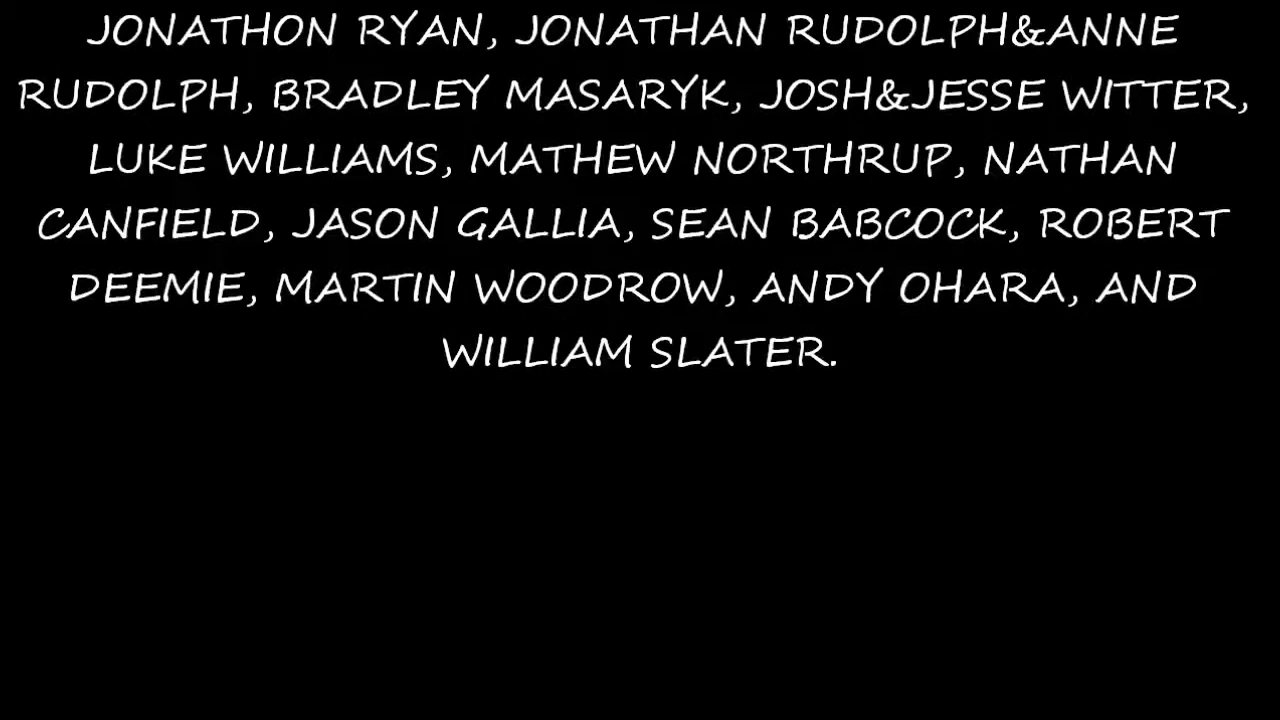 JONATHON RYAN, JONATHAN RUDOLPH&ANNE
RUDOLPH, BRADLEY MASARYK, JOSH&JESSE WITTER,
LUKE WILLIAMS, MATHEW NORTHRUP, NATHAN
CANFIELD, JASON GALLIA, SEAN BABCOCK, ROBERT
DEEMIE, MARTIN WOODROW, ANDY OHARA, AND
WILLIAM SLATER.